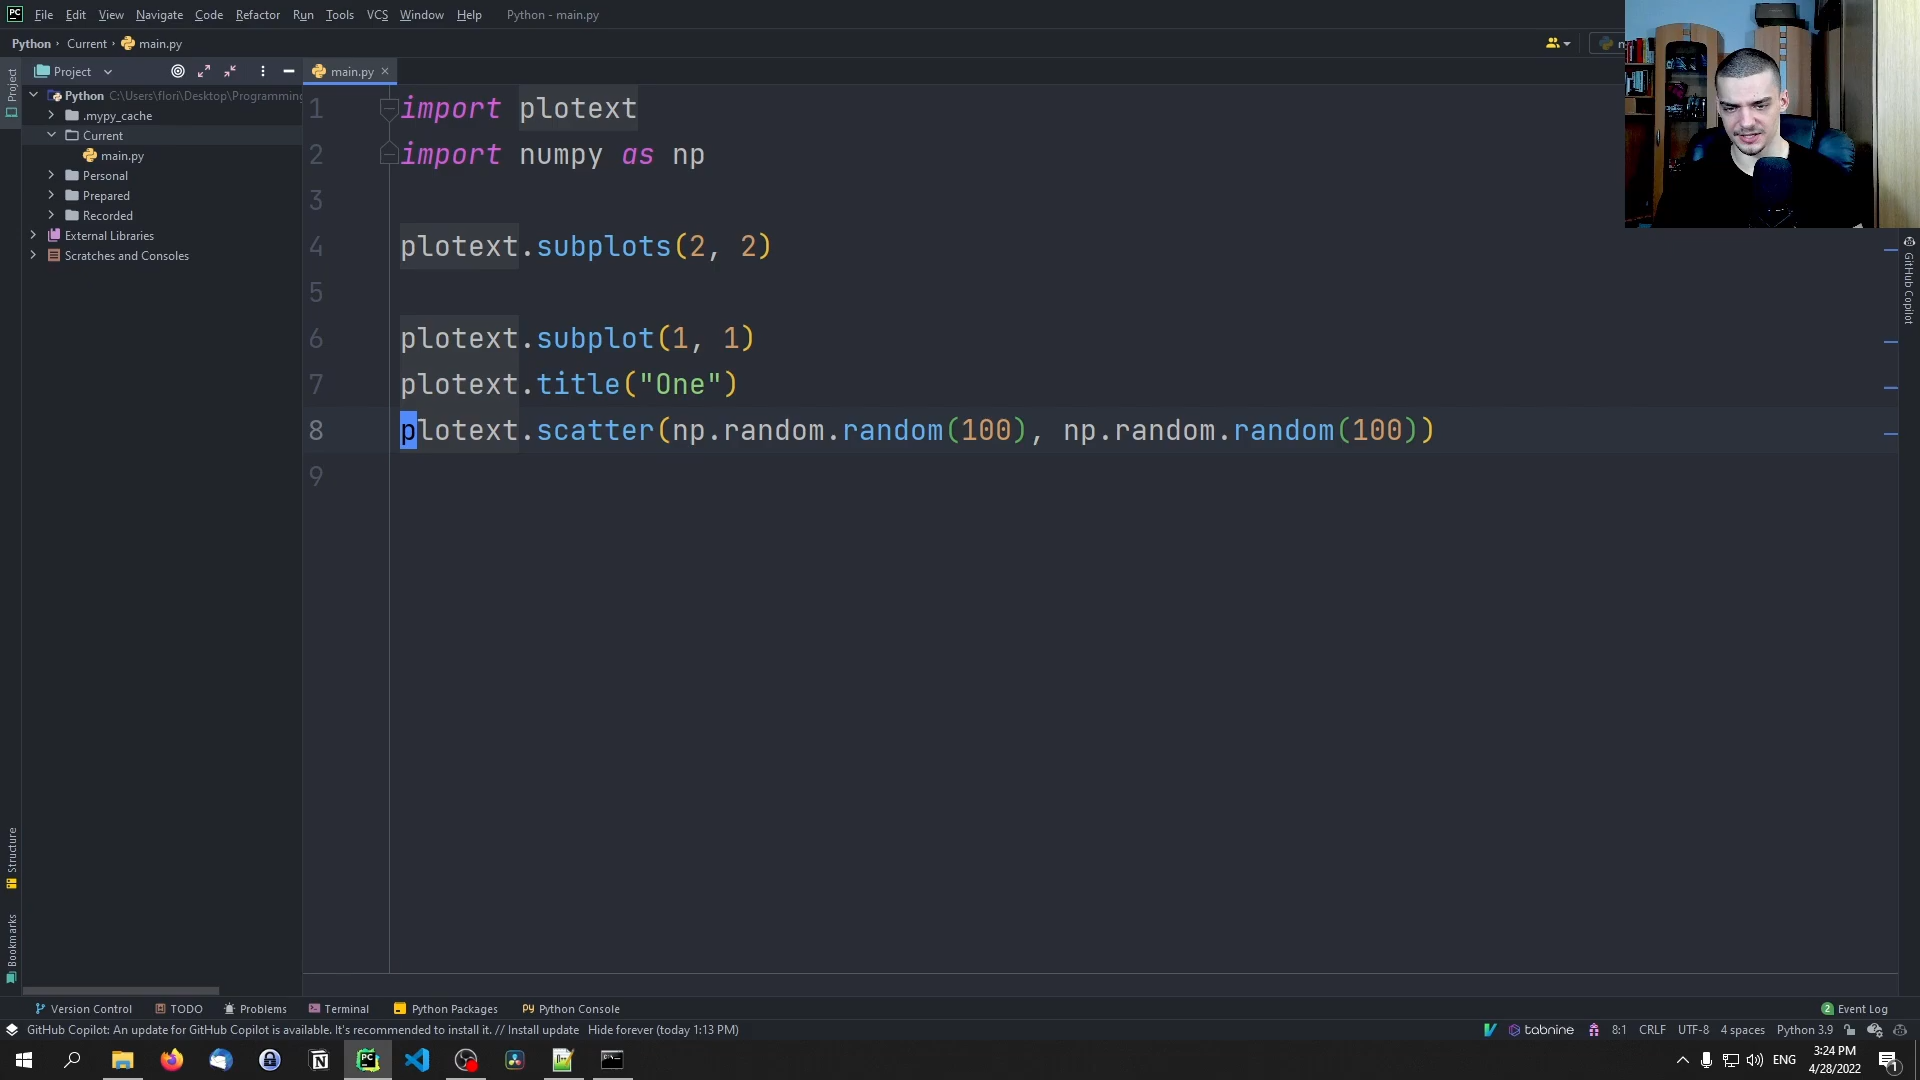 File Edit View Navigate Code Refactor Run Tools VCS Window Help Python - main.py
Python › Current › main.py
Project
main.py
Project
Python C:\Users\flori\Desktop\Programming
.mypy_cache
Current
main.py
Personal
Prepared
Recorded
External Libraries
Scratches and Consoles
1 import plotext
2 import numpy as np
3
4 plotext.subplots(2, 2)
5
6 plotext.subplot(1, 1)
7 plotext.title("One")
8 plotext.scatter(np.random.random(100), np.random.random(100))
9
GitHub Copilot
Structure
Bookmarks
Version Control TODO Problems Terminal Python Packages Python Console 2 Event Log
GitHub Copilot: An update for GitHub Copilot is available. It's recommended to install it. // Install update Hide forever (today 1:13 PM) tabnine 8:1 CRLF UTF-8 4 spaces Python 3.9
ENG
3:24 PM
4/28/2022
1